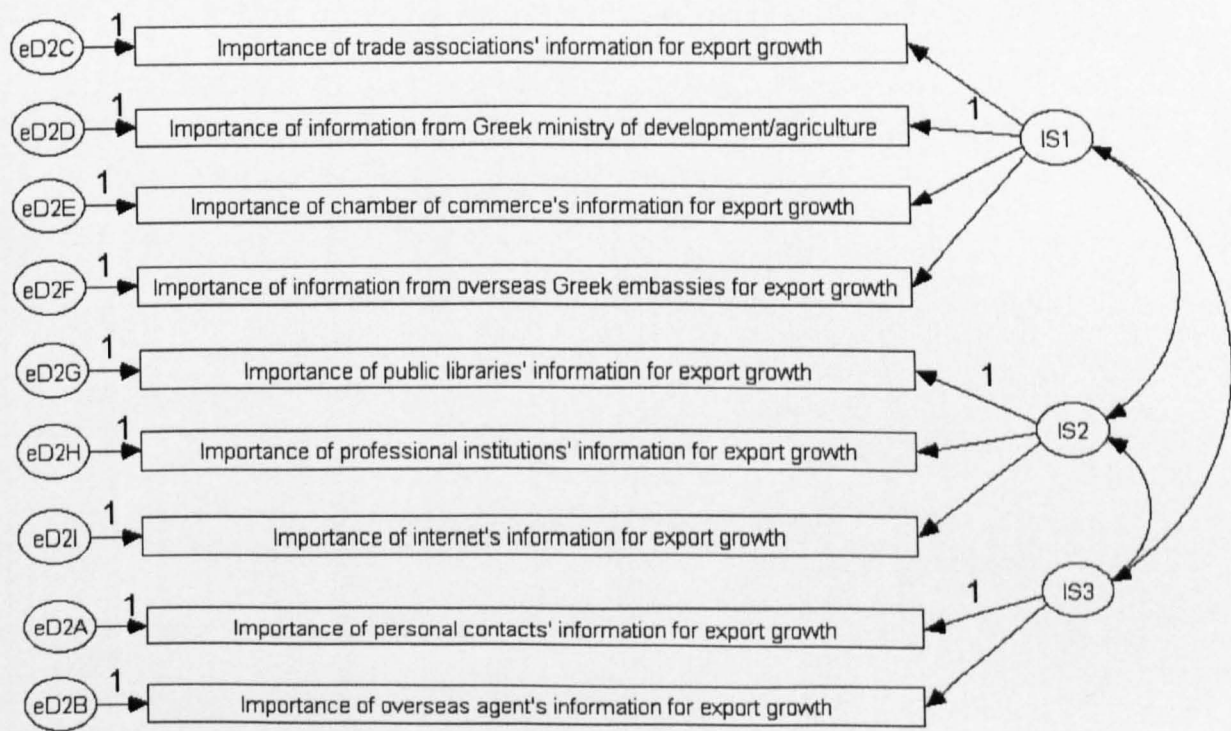 1
eD2C
Importance of trade associations' information for export growth
1
eD2D
Importance of information from Greek ministry of development/agriculture
1
IS1
1
eD2E
Importance of chamber of commerce's information for export growth
1
eD2F
Importance of information from overseas Greek embassies for export growth
1
eD2G
Importance of public libraries' information for export growth
1
IS2
1
eD2H
Importance of professional institutions' information for export growth
1
eD2I
Importance of internet's information for export growth
1
eD2A
Importance of personal contacts' information for export growth
1
IS3
1
eD2B
Importance of overseas agent's information for export growth